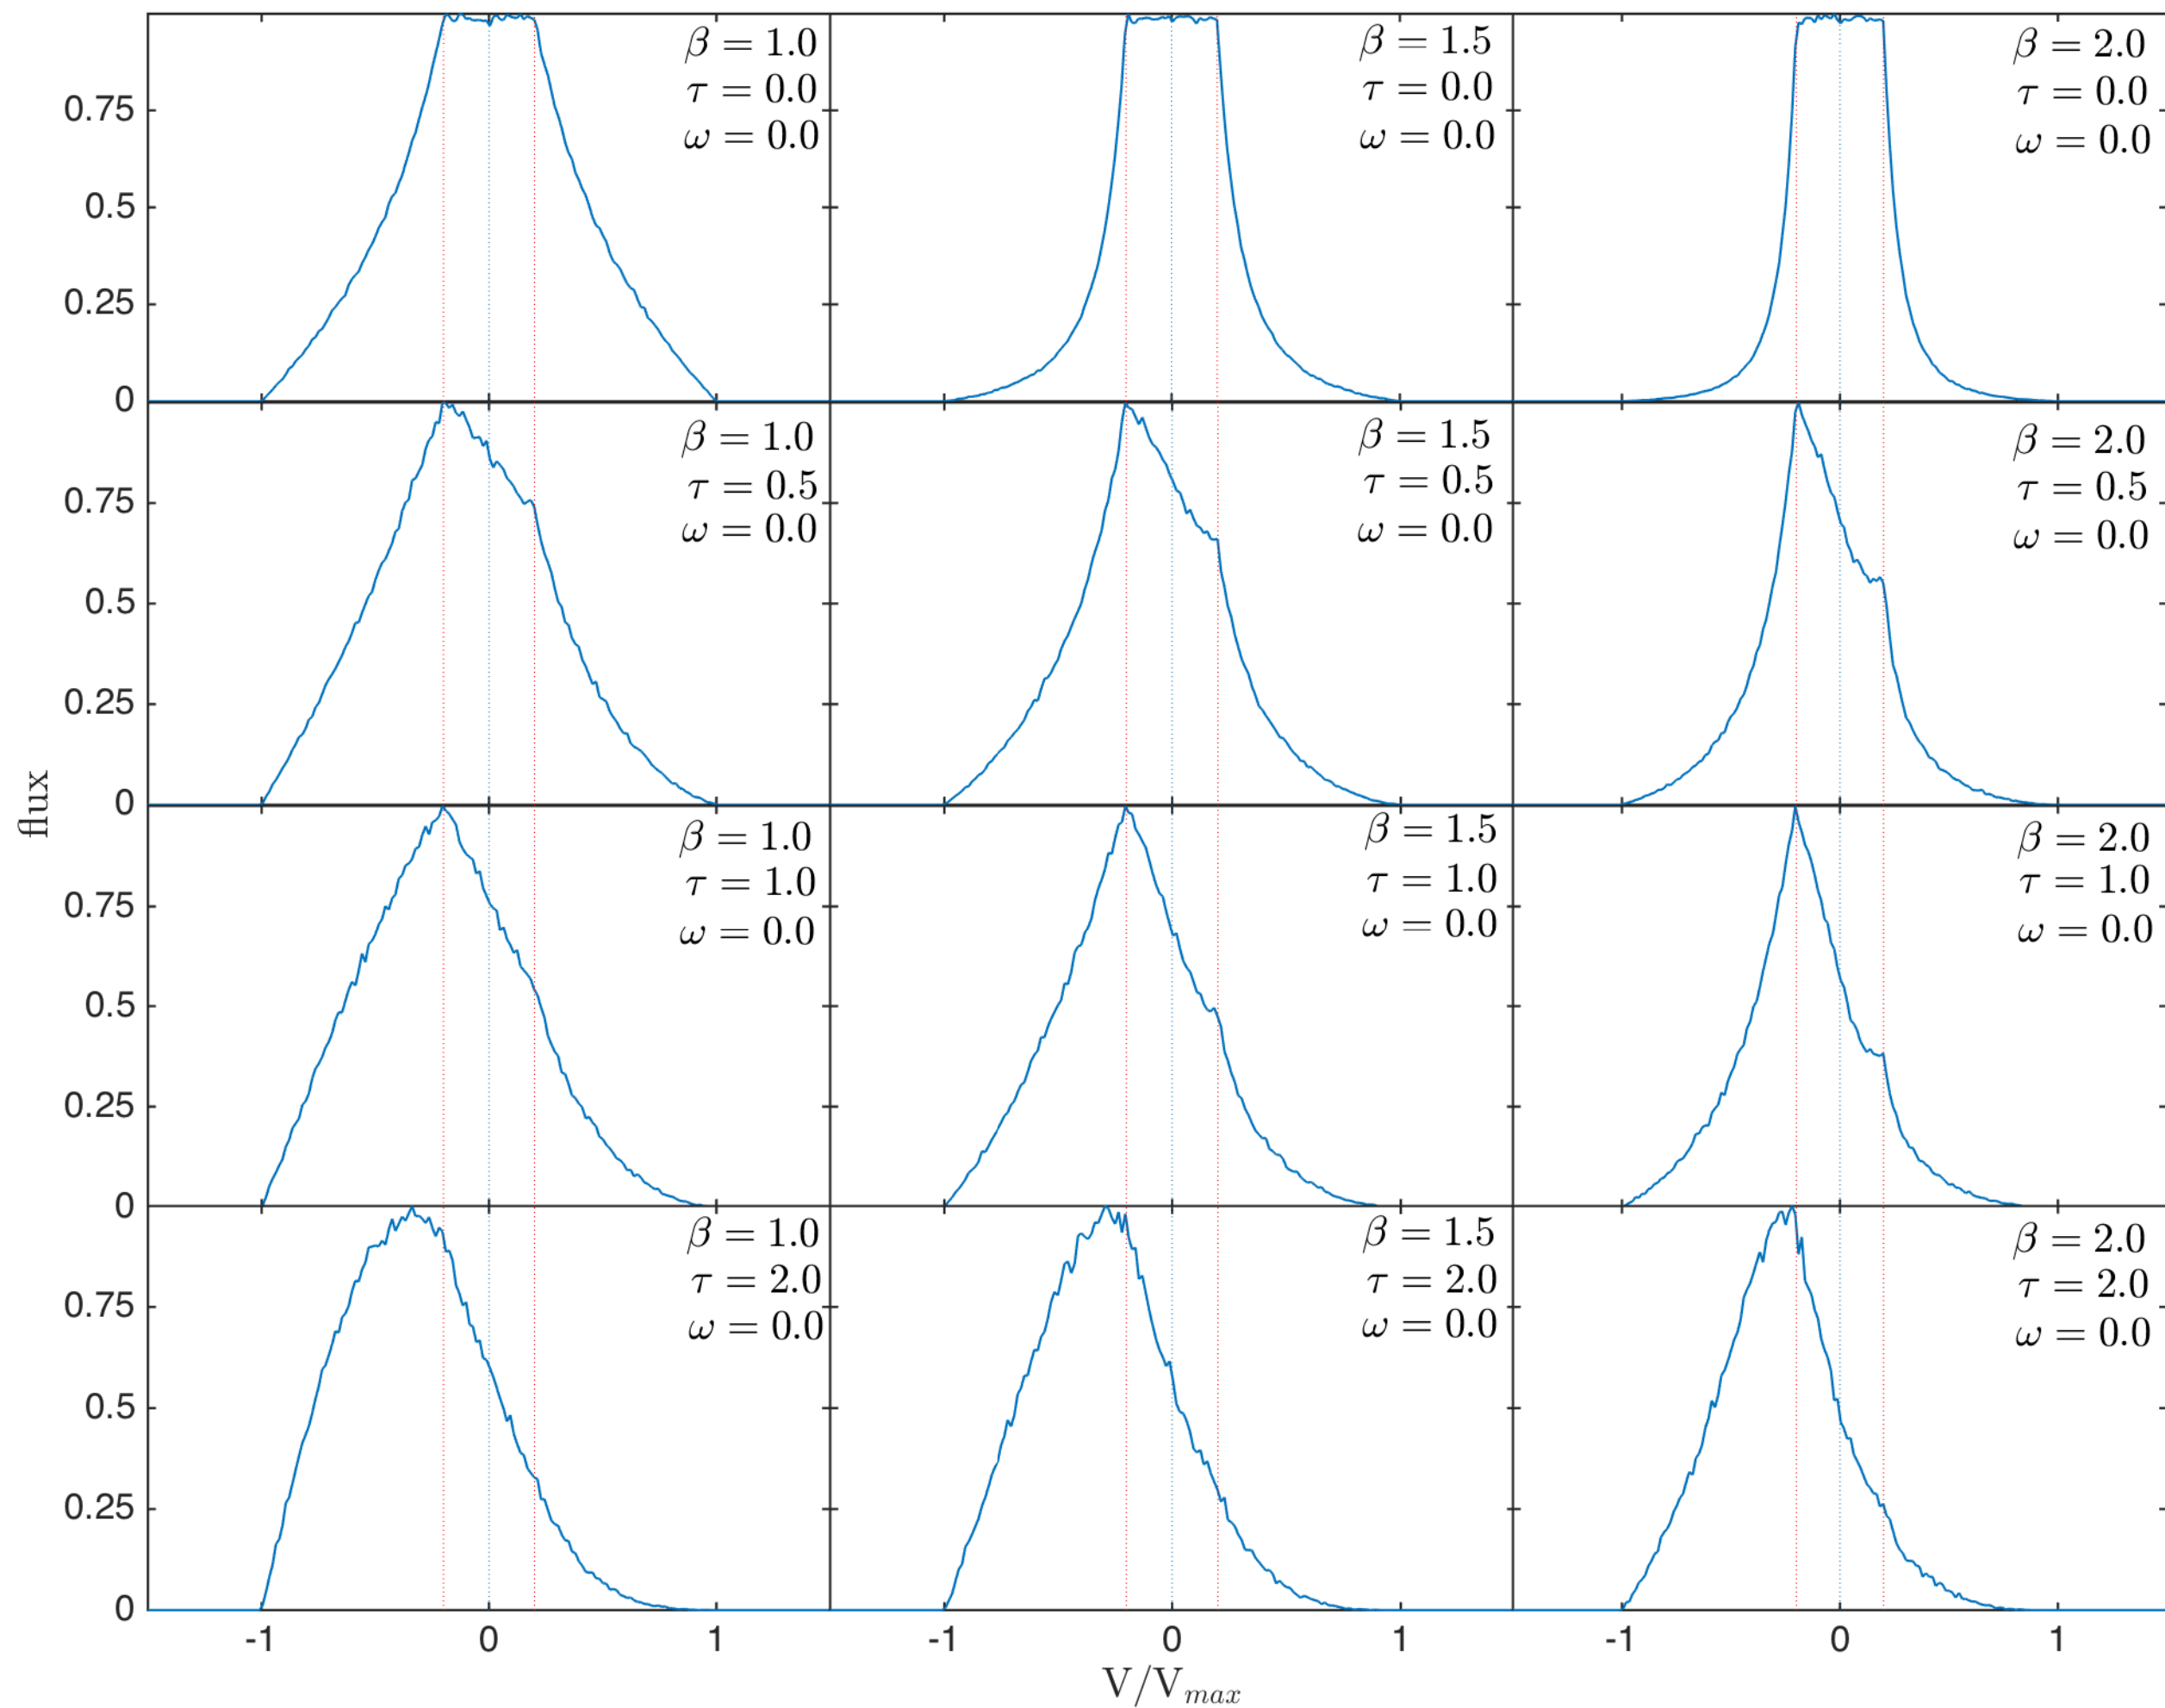 β = 1.0
τ = 0.0
ω = 0.0
β = 1.5
τ = 0.0
ω = 0.0
β = 2.0
τ = 0.0
ω = 0.0
0.75
0.5
0.25
0
β = 1.0
τ = 0.5
ω = 0.0
β = 1.5
τ = 0.5
ω = 0.0
β = 2.0
τ = 0.5
ω = 0.0
0.75
0.5
0.25
0
flux
β = 1.0
τ = 1.0
ω = 0.0
β = 1.5
τ = 1.0
ω = 0.0
β = 2.0
τ = 1.0
ω = 0.0
0.75
0.5
0.25
0
β = 1.0
τ = 2.0
ω = 0.0
β = 1.5
τ = 2.0
ω = 0.0
β = 2.0
τ = 2.0
ω = 0.0
0.75
0.5
0.25
0
-1 0 1 -1 0 1 -1 0 1
V/V_max